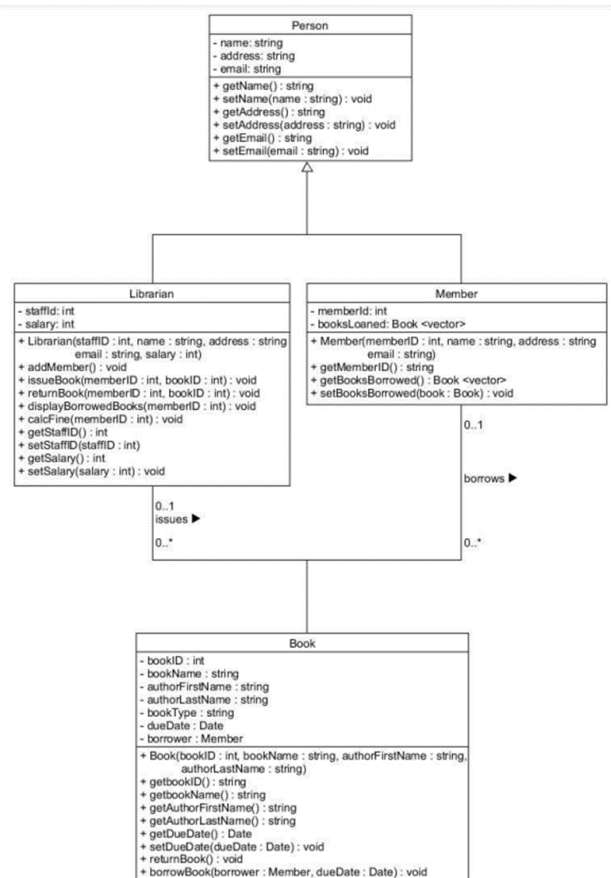 Person
- name: string
- address: string
- email: string
+ getName() : string
+ setName(name : string) : void
+ getAddress() : string
+ setAddress(address : string) : void
+ getEmail() : string
+ setEmail(email : string) : void
Librarian
- staffId: int
- salary: int
+ Librarian(staffID : int, name : string, address : string
email : string, salary : int)
+ addMember() : void
+ issueBook(memberID : int, bookID : int) : void
+ returnBook(memberID : int, bookID : int) : void
+ displayBorrowedBooks(memberID : int) : void
+ calcFine(memberID : int) : void
+ getStaffID() : int
+ setStaffID(staffID : int)
+ getSalary() : int
+ setSalary(salary : int) : void
Member
- memberId: int
- booksLoaned: Book <vector>
+ Member(memberID : int, name : string, address : string
email : string)
+ getMemberID() : string
+ getBooksBorrowed() : Book <vector>
+ setBooksBorrowed(book : Book) : void
0..1
issues ▶
0..*
0..1
borrows ▶
0..*
Book
- bookID : int
- bookName : string
- authorFirstName : string
- authorLastName : string
- bookType : string
- dueDate : Date
- borrower : Member
+ Book(bookID : int, bookName : string, authorFirstName : string,
authorLastName : string)
+ getbookID() : string
+ getbookName() : string
+ getAuthorFirstName() : string
+ getAuthorLastName() : string
+ getDueDate() : Date
+ setDueDate(dueDate : Date) : void
+ returnBook() : void
+ borrowBook(borrower : Member, dueDate : Date) : void